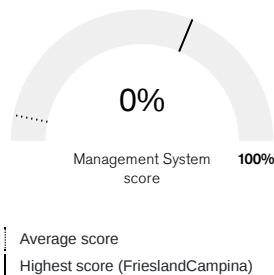 0%
Management System
score
100%
Average score
Highest score (FrieslandCampina)